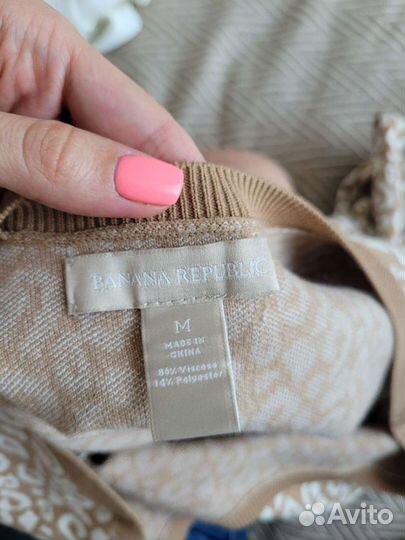 BANANA REPUBLIC
M
MADE IN
CHINA
86% Viscose
14% Polyester
Avito